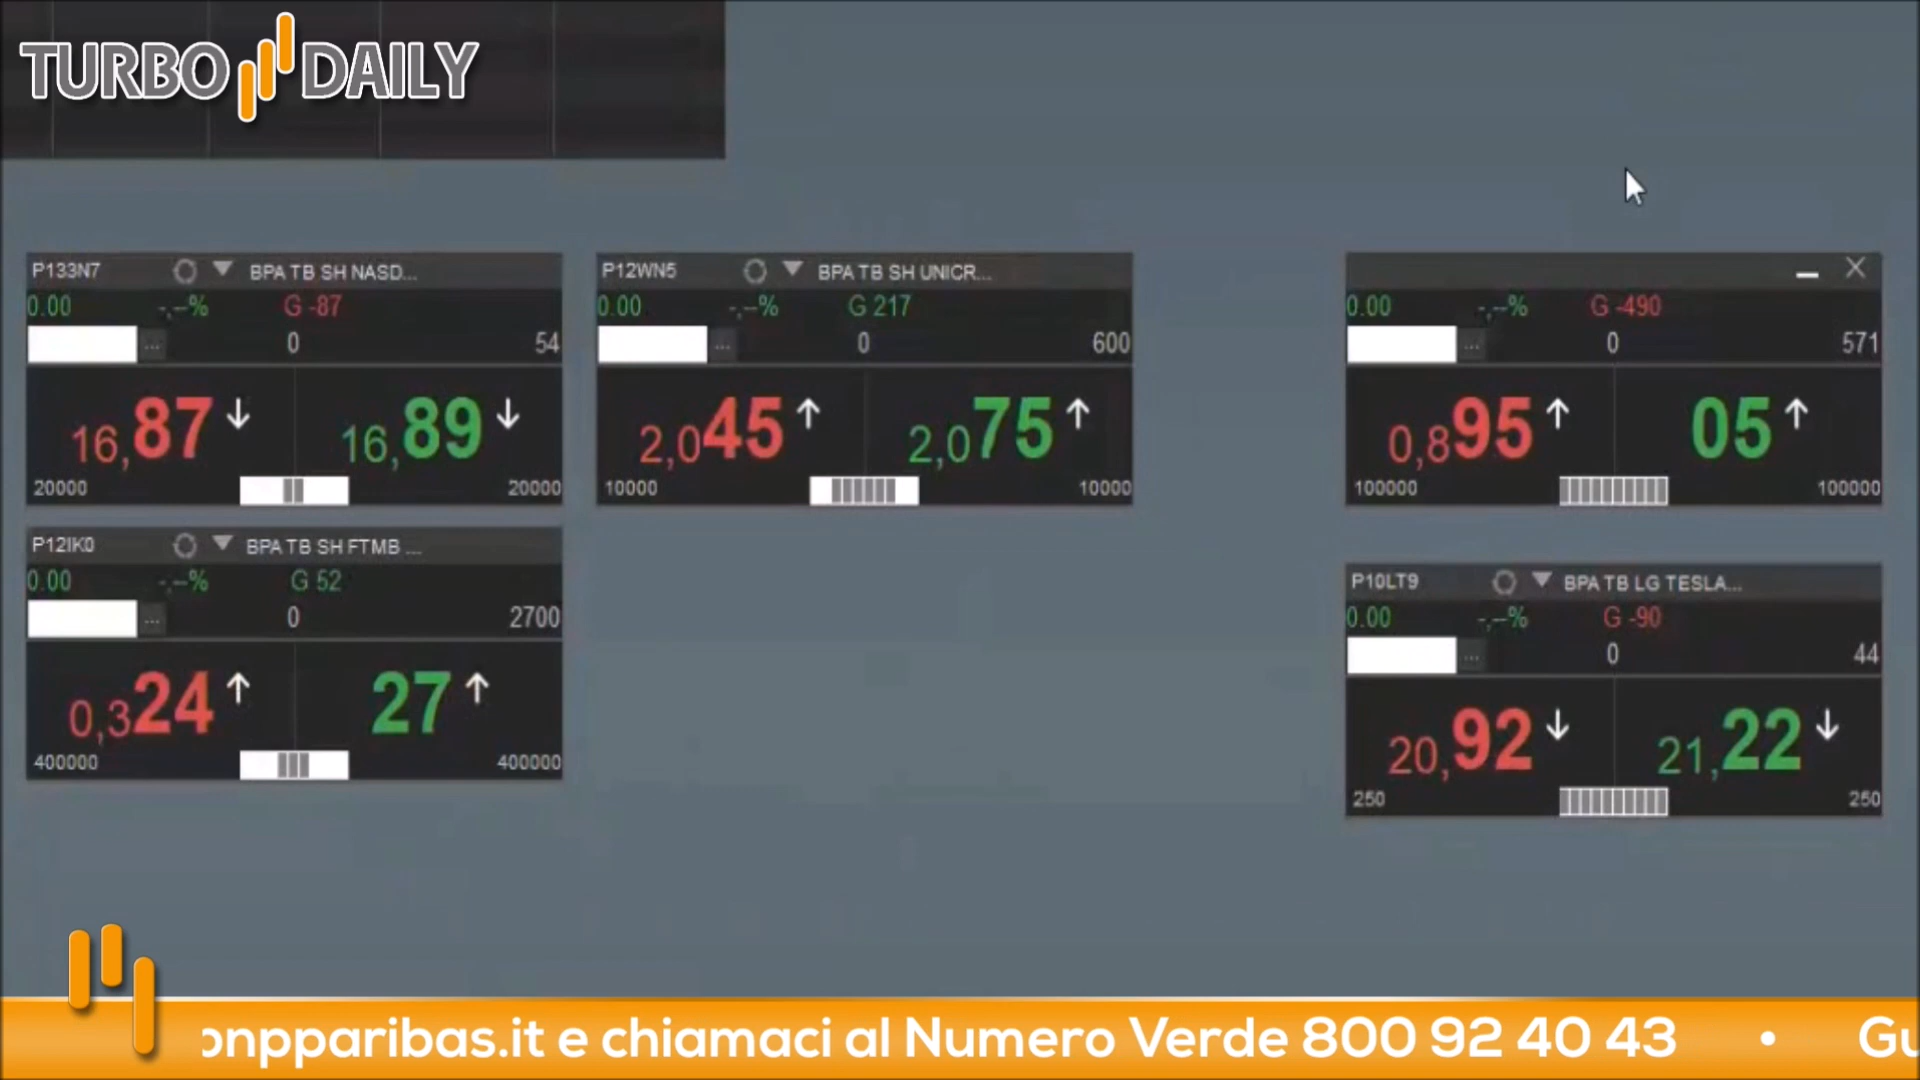 TURBO DAILY
P133N7 BPA TB SH NASD...
0.00 -,--% G -87
... 0 54
16,87 16,89
20000 20000
P12WN5 BPA TB SH UNICR...
0.00 -,--% G 217
... 0 600
2,045 2,075
10000 10000
0.00 -,--% G -490
... 0 571
0,895 05
100000 100000
P12IK0 BPA TB SH FTMB ...
0.00 -,--% G 52
... 0 2700
0,324 27
400000 400000
P10LT9 BPA TB LG TESLA...
0.00 -,--% G -90
... 0 44
20,92 21,22
250 250
onpparibas.it e chiamaci al Numero Verde 800 92 40 43 • Gu